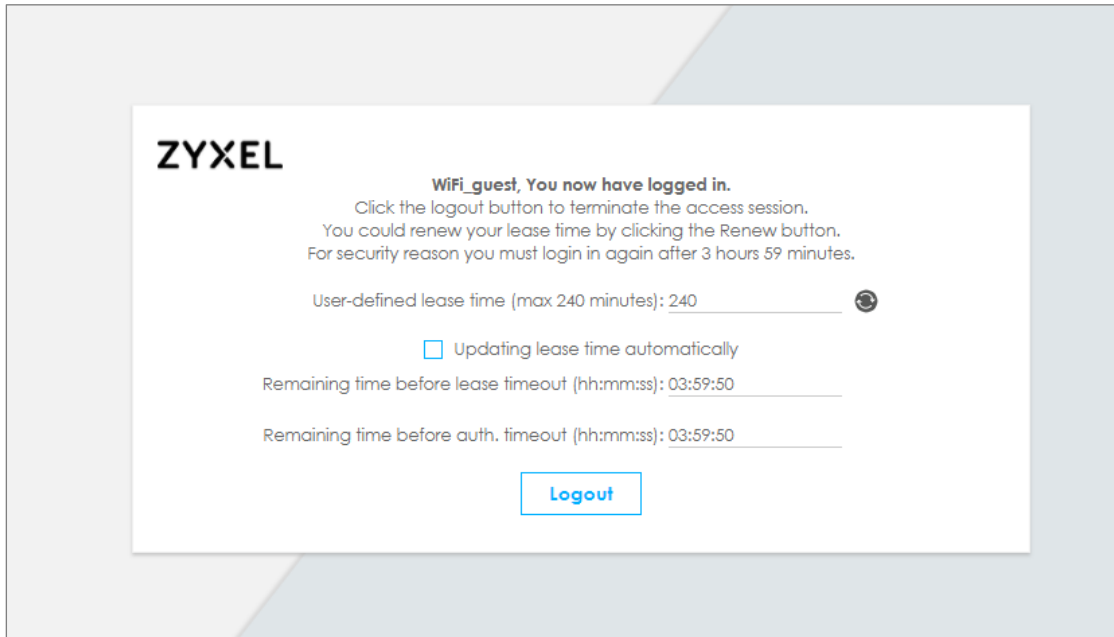 ZYXEL
WiFi_guest, You now have logged in.
Click the logout button to terminate the access session.
You could renew your lease time by clicking the Renew button.
For security reason you must login in again after 3 hours 59 minutes.
User-defined lease time (max 240 minutes): 240
Updating lease time automatically
Remaining time before lease timeout (hh:mm:ss): 03:59:50
Remaining time before auth. timeout (hh:mm:ss): 03:59:50
Logout